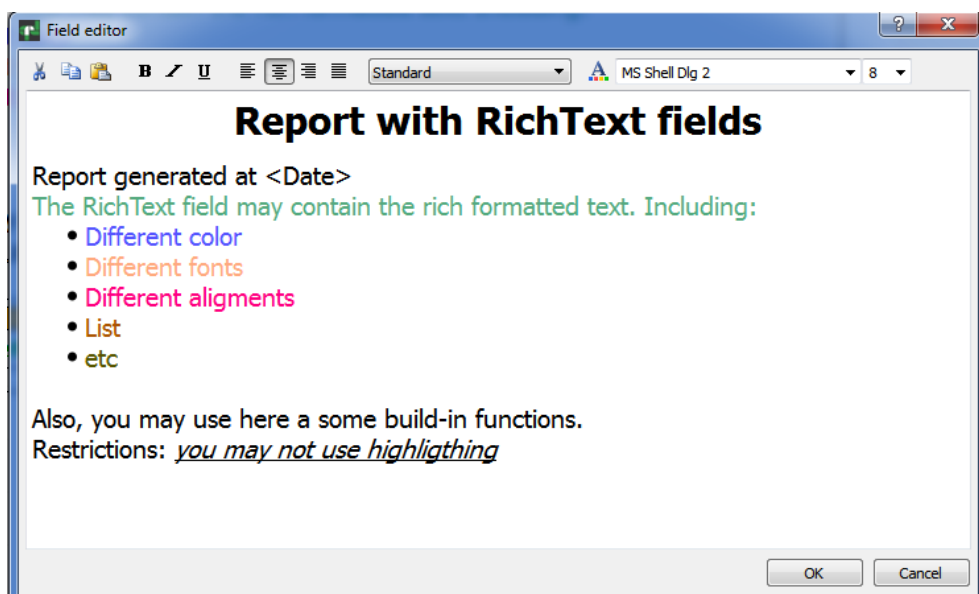 Field editor
B I U Standard A MS Shell Dlg 2 8
Report with RichText fields
Report generated at <Date>
The RichText field may contain the rich formatted text. Including:
• Different color
• Different fonts
• Different aligments
• List
• etc
Also, you may use here a some build-in functions.
Restrictions: you may not use highligthing
OK Cancel